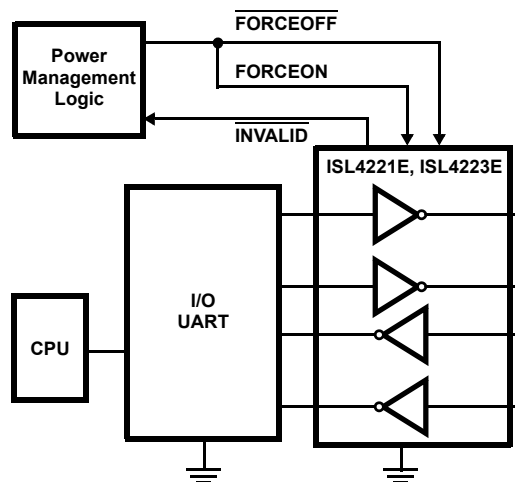 FORCEOFF
Power
Management
Logic
FORCEON
INVALID
ISL4221E, ISL4223E
I/O
UART
CPU